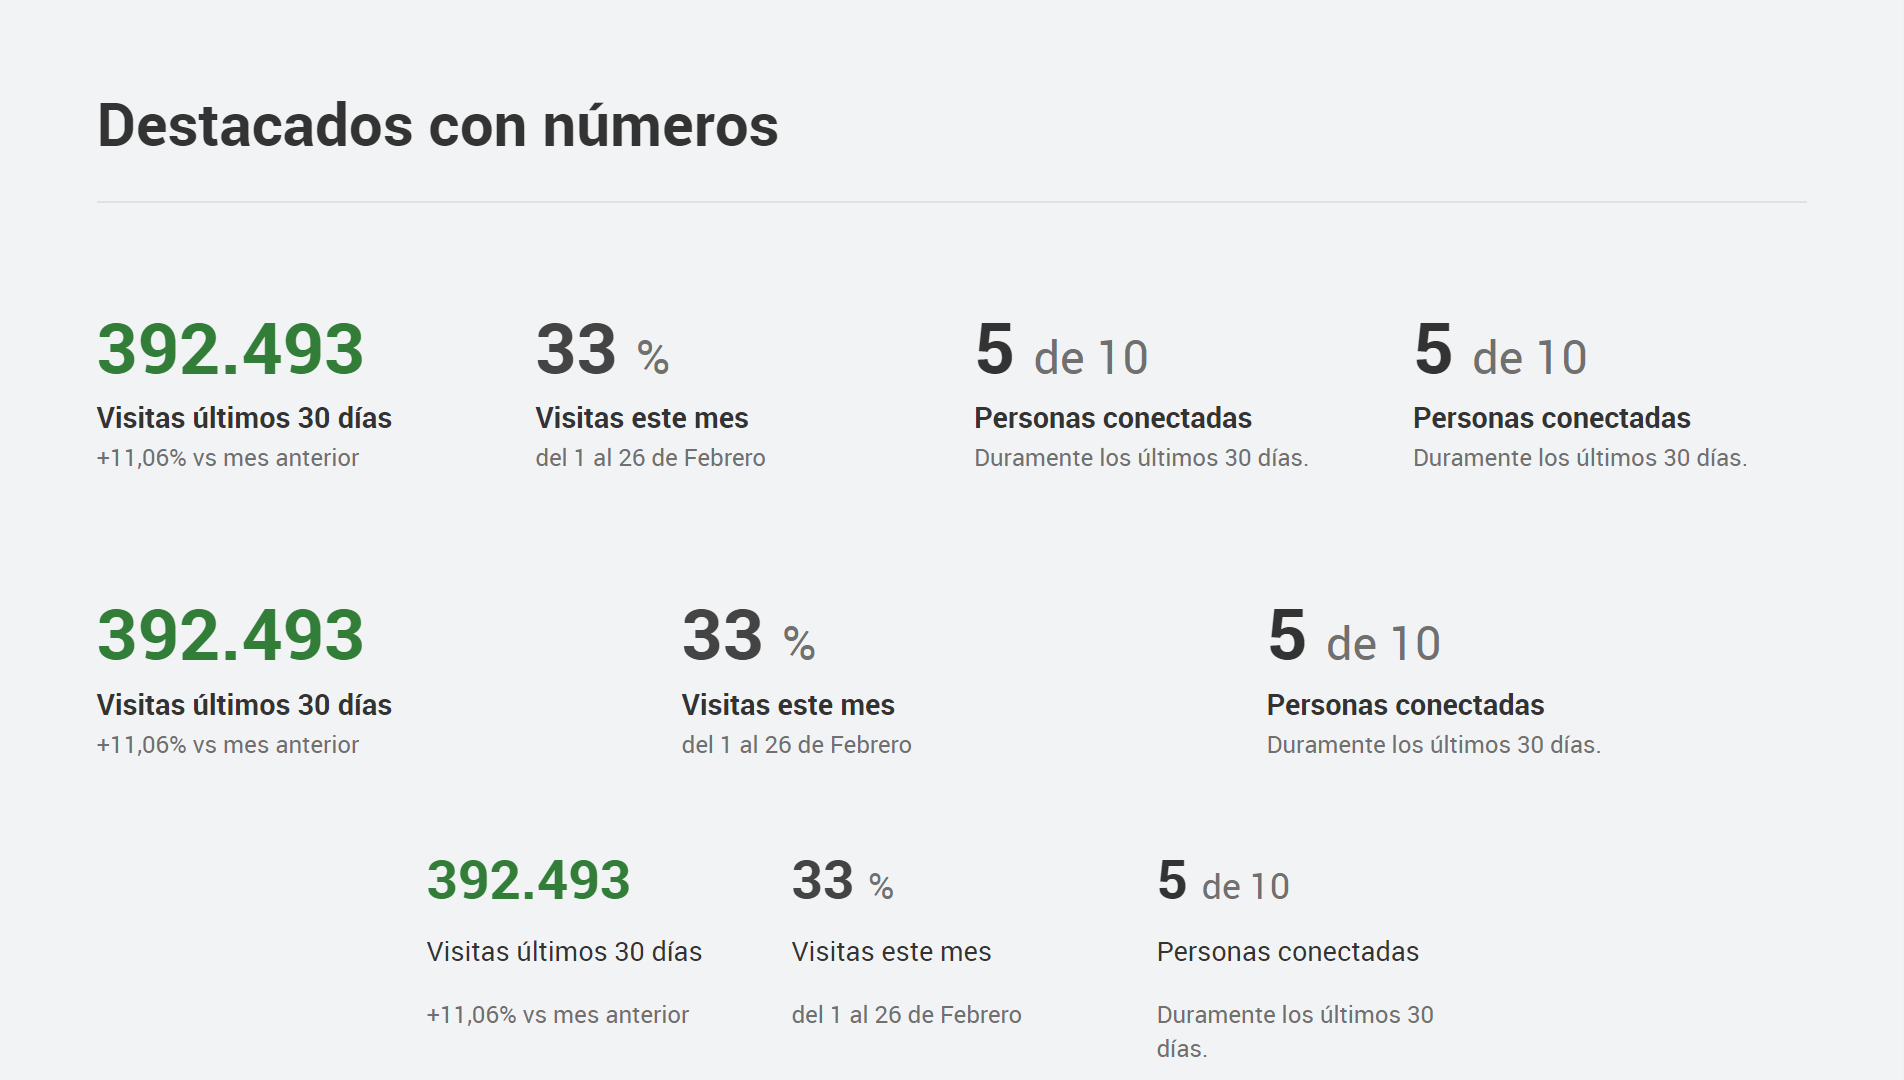 Destacados con números
392.493
Visitas últimos 30 días
+11,06% vs mes anterior
33 %
Visitas este mes
del 1 al 26 de Febrero
5 de 10
Personas conectadas
Duramente los últimos 30 días.
5 de 10
Personas conectadas
Duramente los últimos 30 días.
392.493
Visitas últimos 30 días
+11,06% vs mes anterior
33 %
Visitas este mes
del 1 al 26 de Febrero
5 de 10
Personas conectadas
Duramente los últimos 30 días.
392.493
Visitas últimos 30 días
+11,06% vs mes anterior
33 %
Visitas este mes
del 1 al 26 de Febrero
5 de 10
Personas conectadas
Duramente los últimos 30
días.